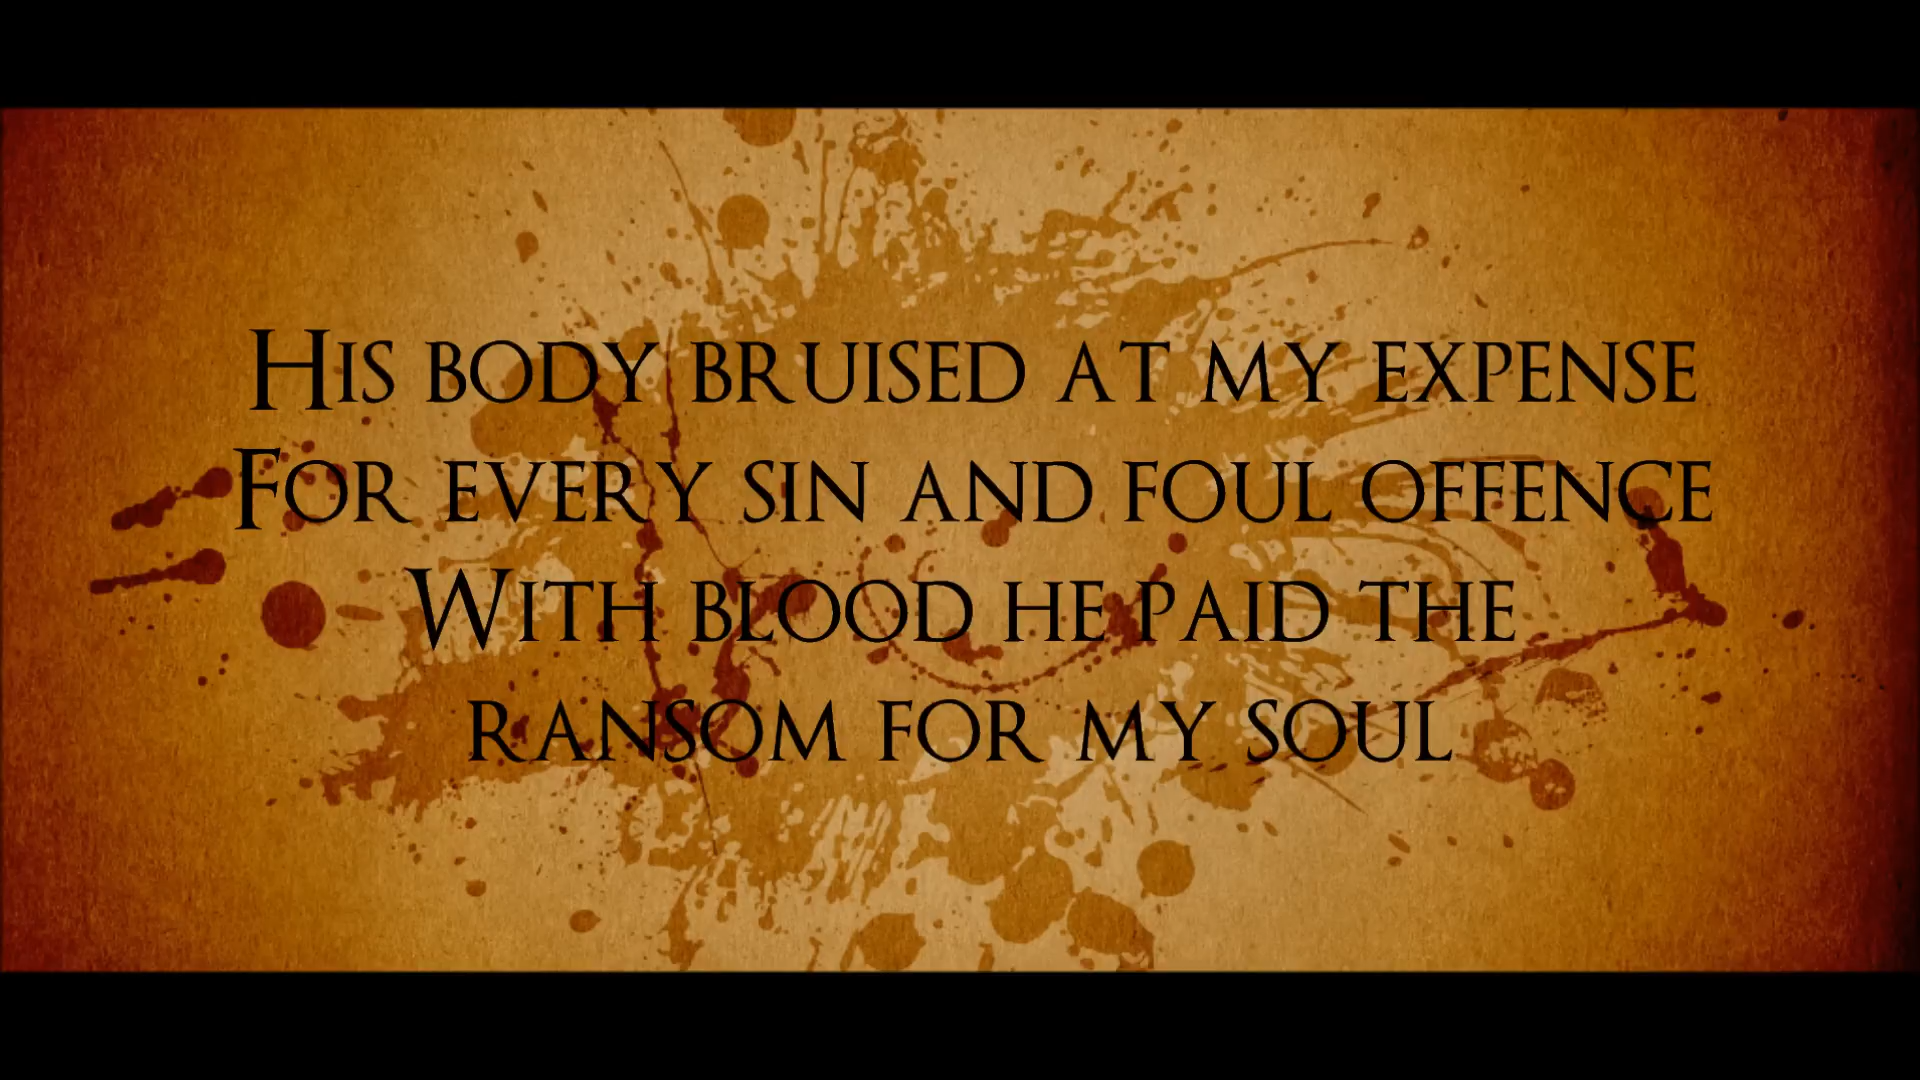 His body bruised at my expense
For every sin and foul offence
With blood he paid the
ransom for my soul